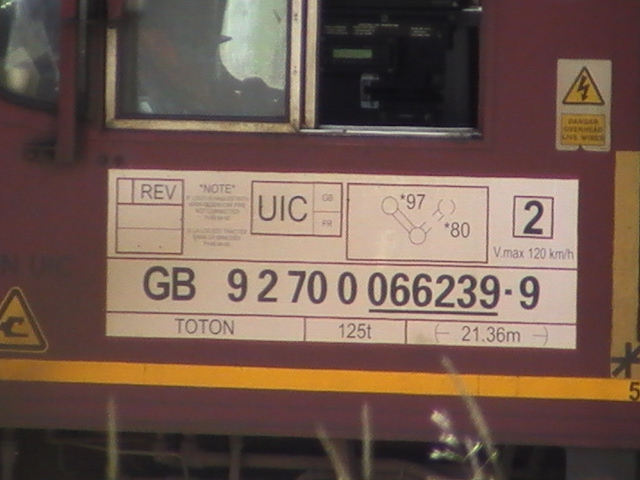 DANGER
OVERHEAD
LIVE WIRES
REV
"NOTE"
UIC
GB
FR
*97
*80
2
V.max 120 km/h
GB 92 70 0 066239-9
TOTON
125t
21.36m
5